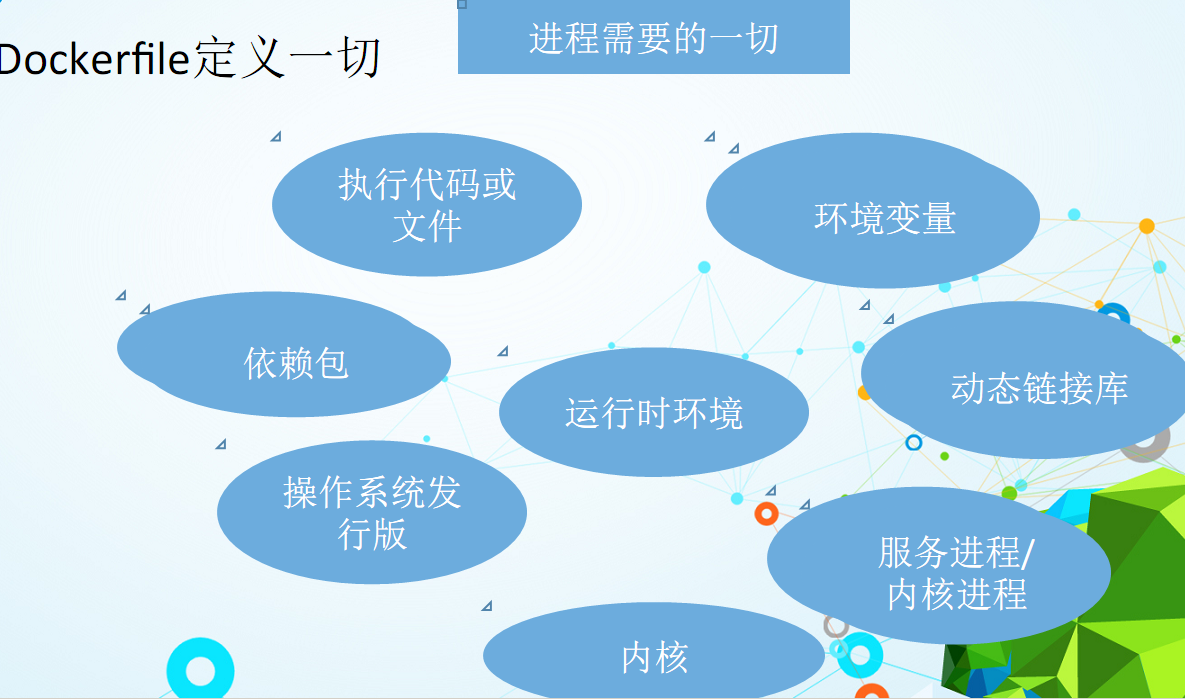 Dockerfile定义一切
进程需要的一切
执行代码或
文件
环境变量
依赖包
运行时环境
动态链接库
操作系统发
行版
服务进程/
内核进程
内核